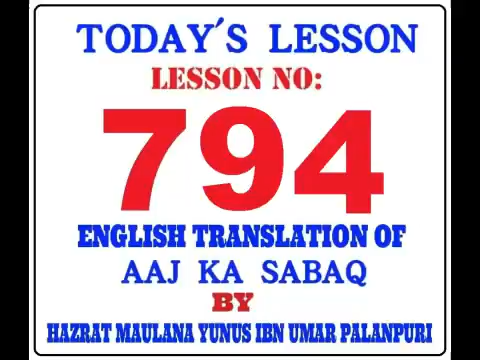 TODAY'S LESSON
LESSON NO:
794
ENGLISH TRANSLATION OF
AAJ KA SABAQ
BY
HAZRAT MAULANA YUNUS IBN UMAR PALANPURI